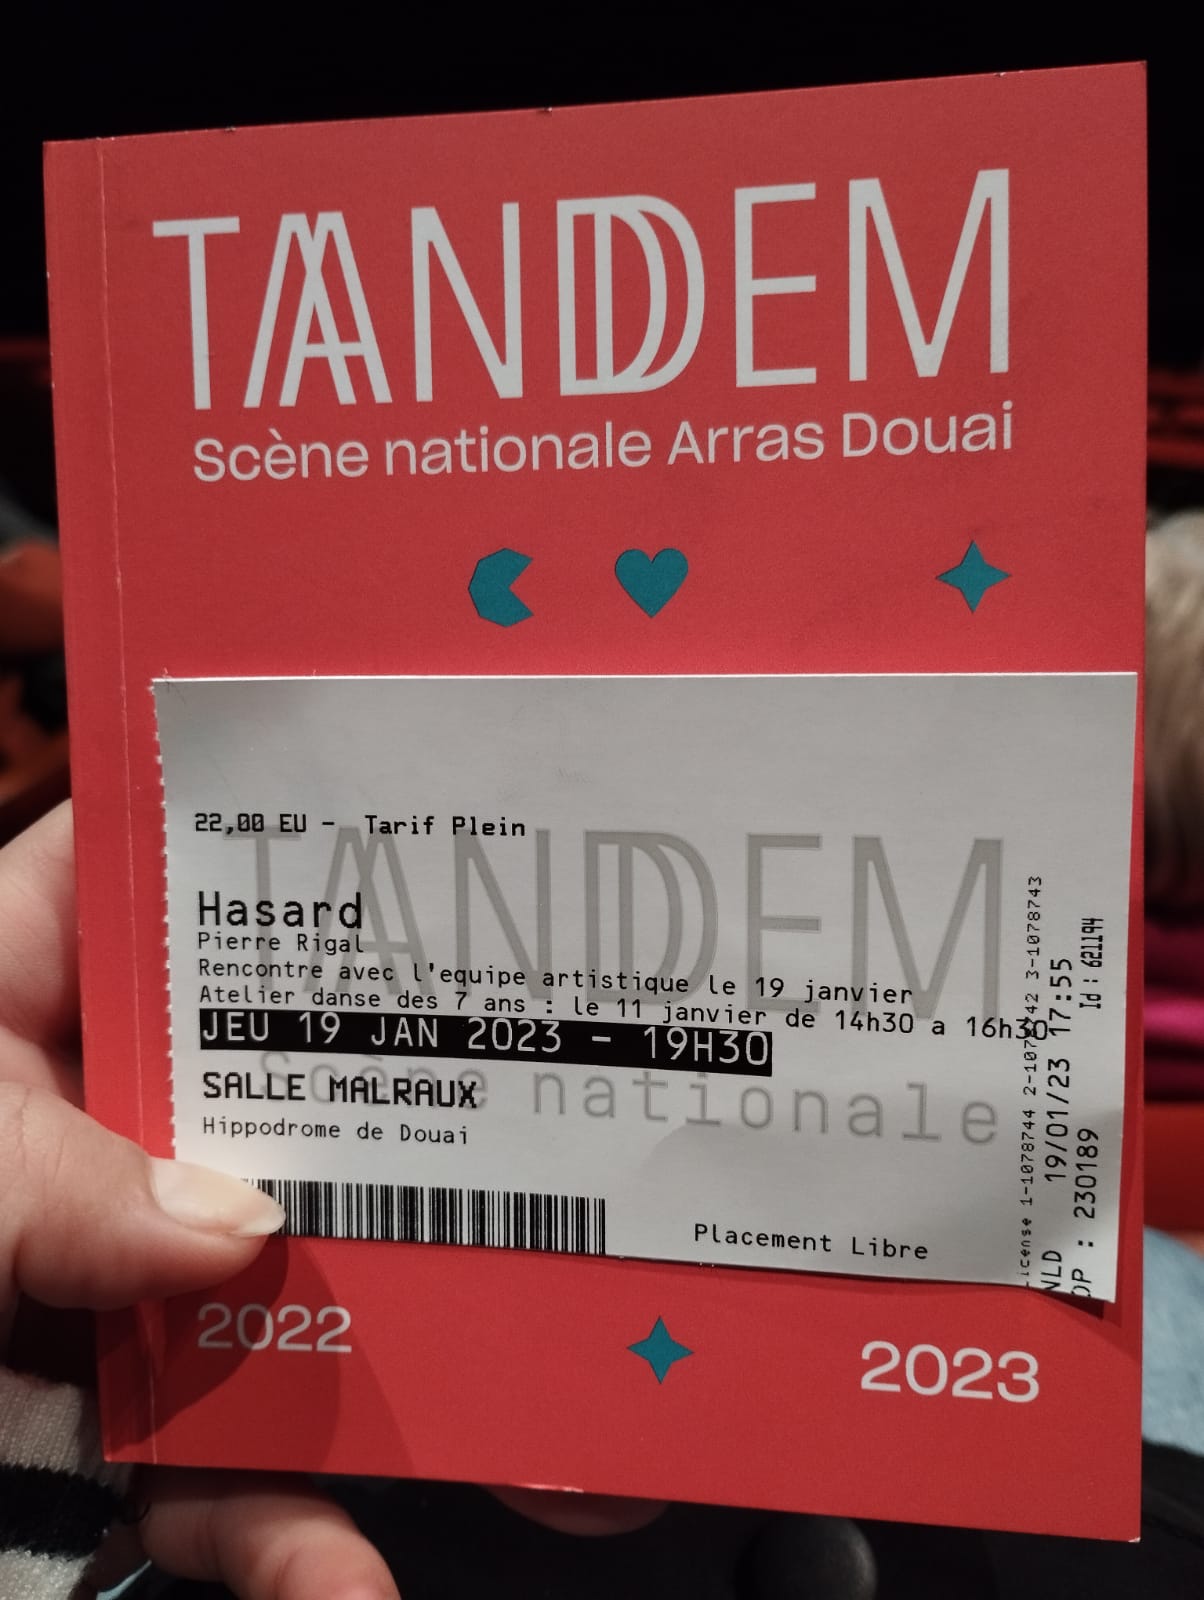 TANDEM
Scène nationale Arras Douai
22,00 EU - Tarif Plein
TANDEM
Hasard
Pierre Rigal
Rencontre avec l'equipe artistique le 19 janvier
Atelier danse des 7 ans : le 11 janvier de 14h30 a 16h30
JEU 19 JAN 2023 - 19H30
Scène nationale
SALLE MALRAUX
Hippodrome de Douai
Placement Libre
License 1-1078744 2-1078742 3-1078743
19/01/23 17:55
OP : 230189 Id : 621194
2022
2023